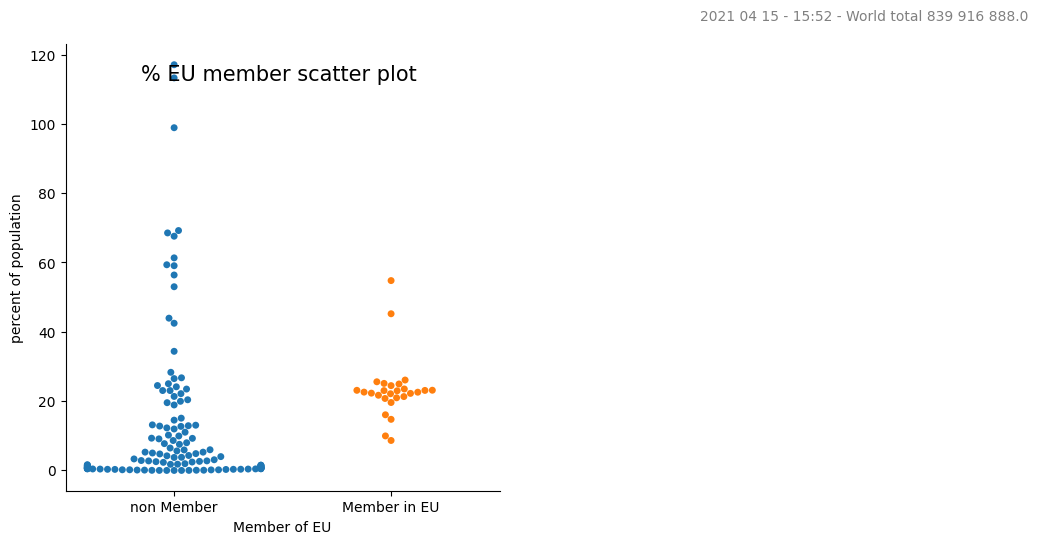 2021 04 15 - 15:52 - World total 839 916 888.0
% EU member scatter plot
120
100
80
60
40
20
0
percent of population
non Member
Member in EU
Member of EU